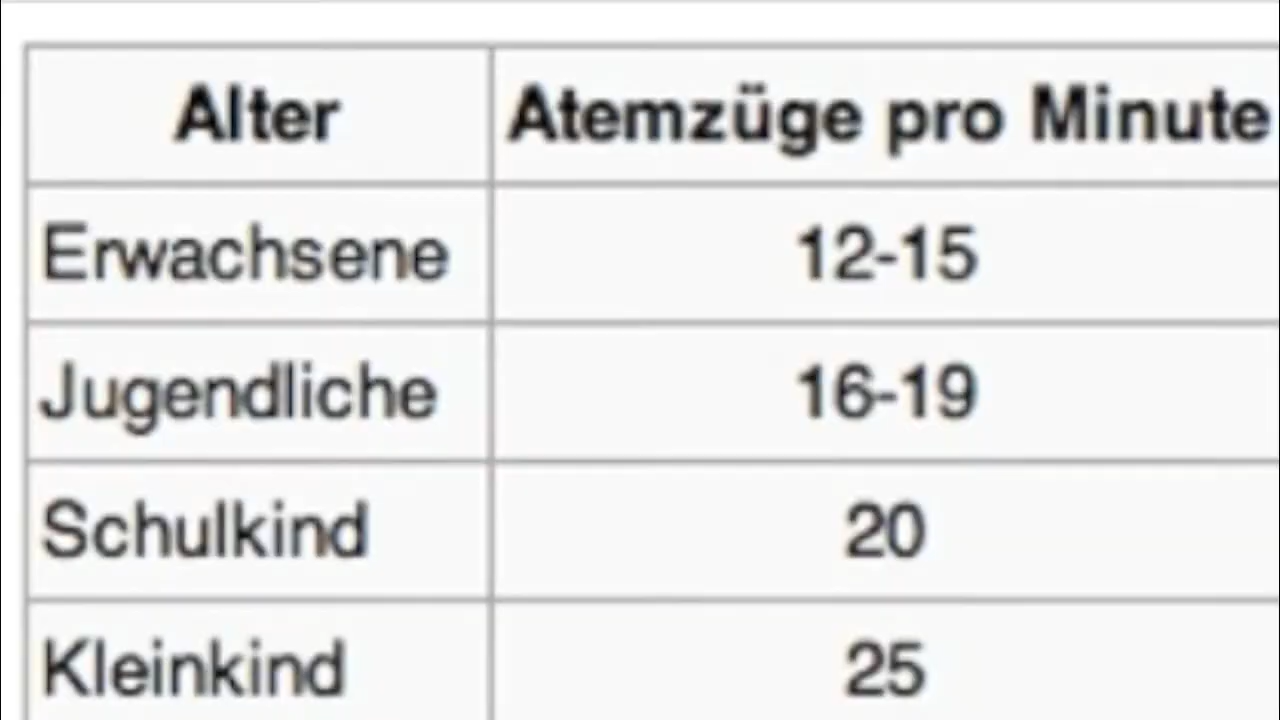 Alter Atemzüge pro Minute
Erwachsene 12-15
Jugendliche 16-19
Schulkind 20
Kleinkind 25